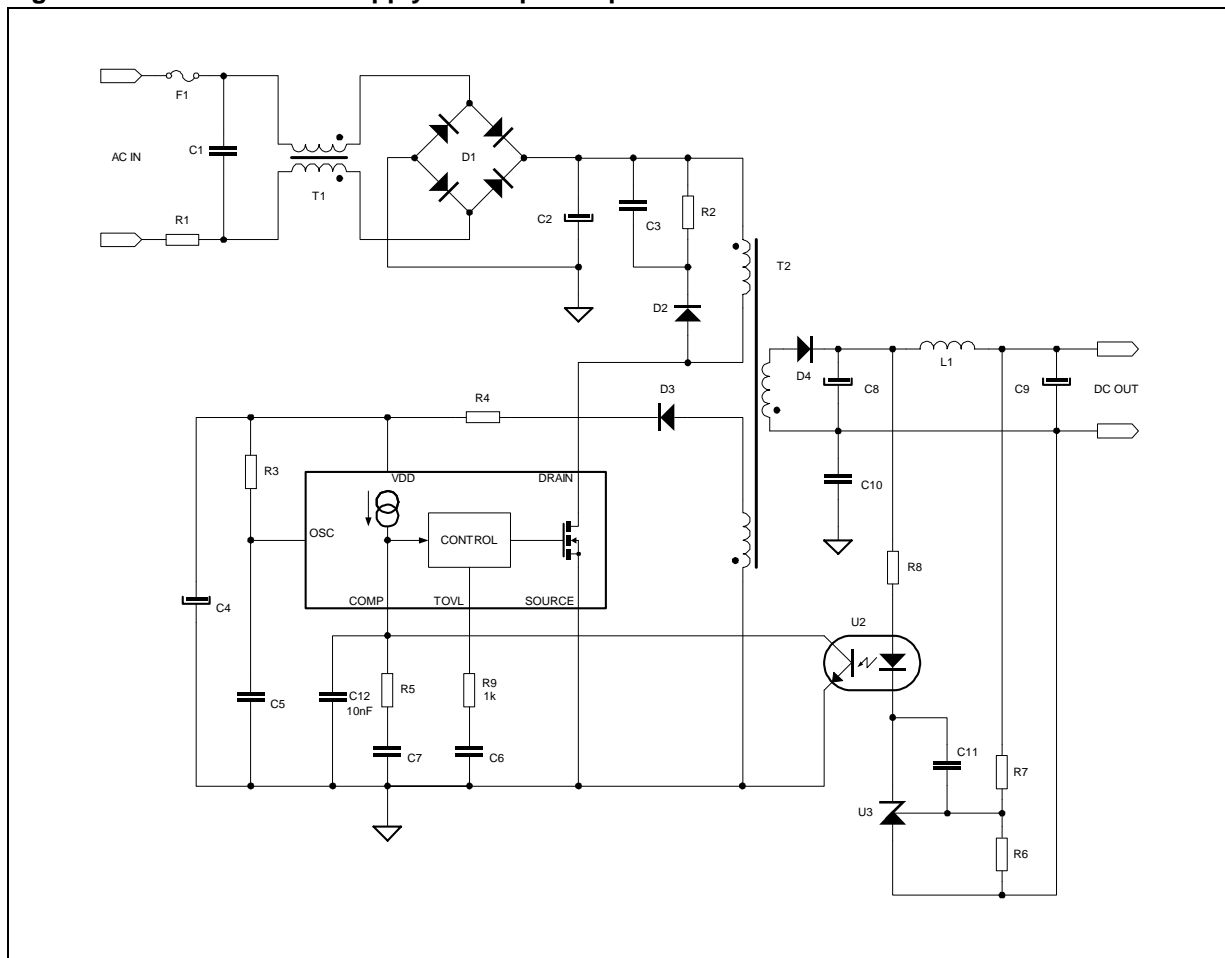 F1
AC IN
C1
T1
D1
R1
C2
C3
R2
D2
T2
D4
C8
L1
C9
DC OUT
D3
R4
R3
C10
VDD
DRAIN
OSC
CONTROL
COMP
TOVL
SOURCE
C4
R8
U2
C5
C12
10nF
R5
R9
1k
C7
C6
C11
R7
U3
R6